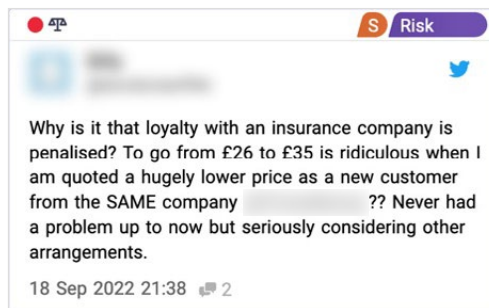 S Risk
Why is it that loyalty with an insurance company is
penalised? To go from £26 to £35 is ridiculous when I
am quoted a hugely lower price as a new customer
from the SAME company ?? Never had
a problem up to now but seriously considering other
arrangements.
18 Sep 2022 21:38 2